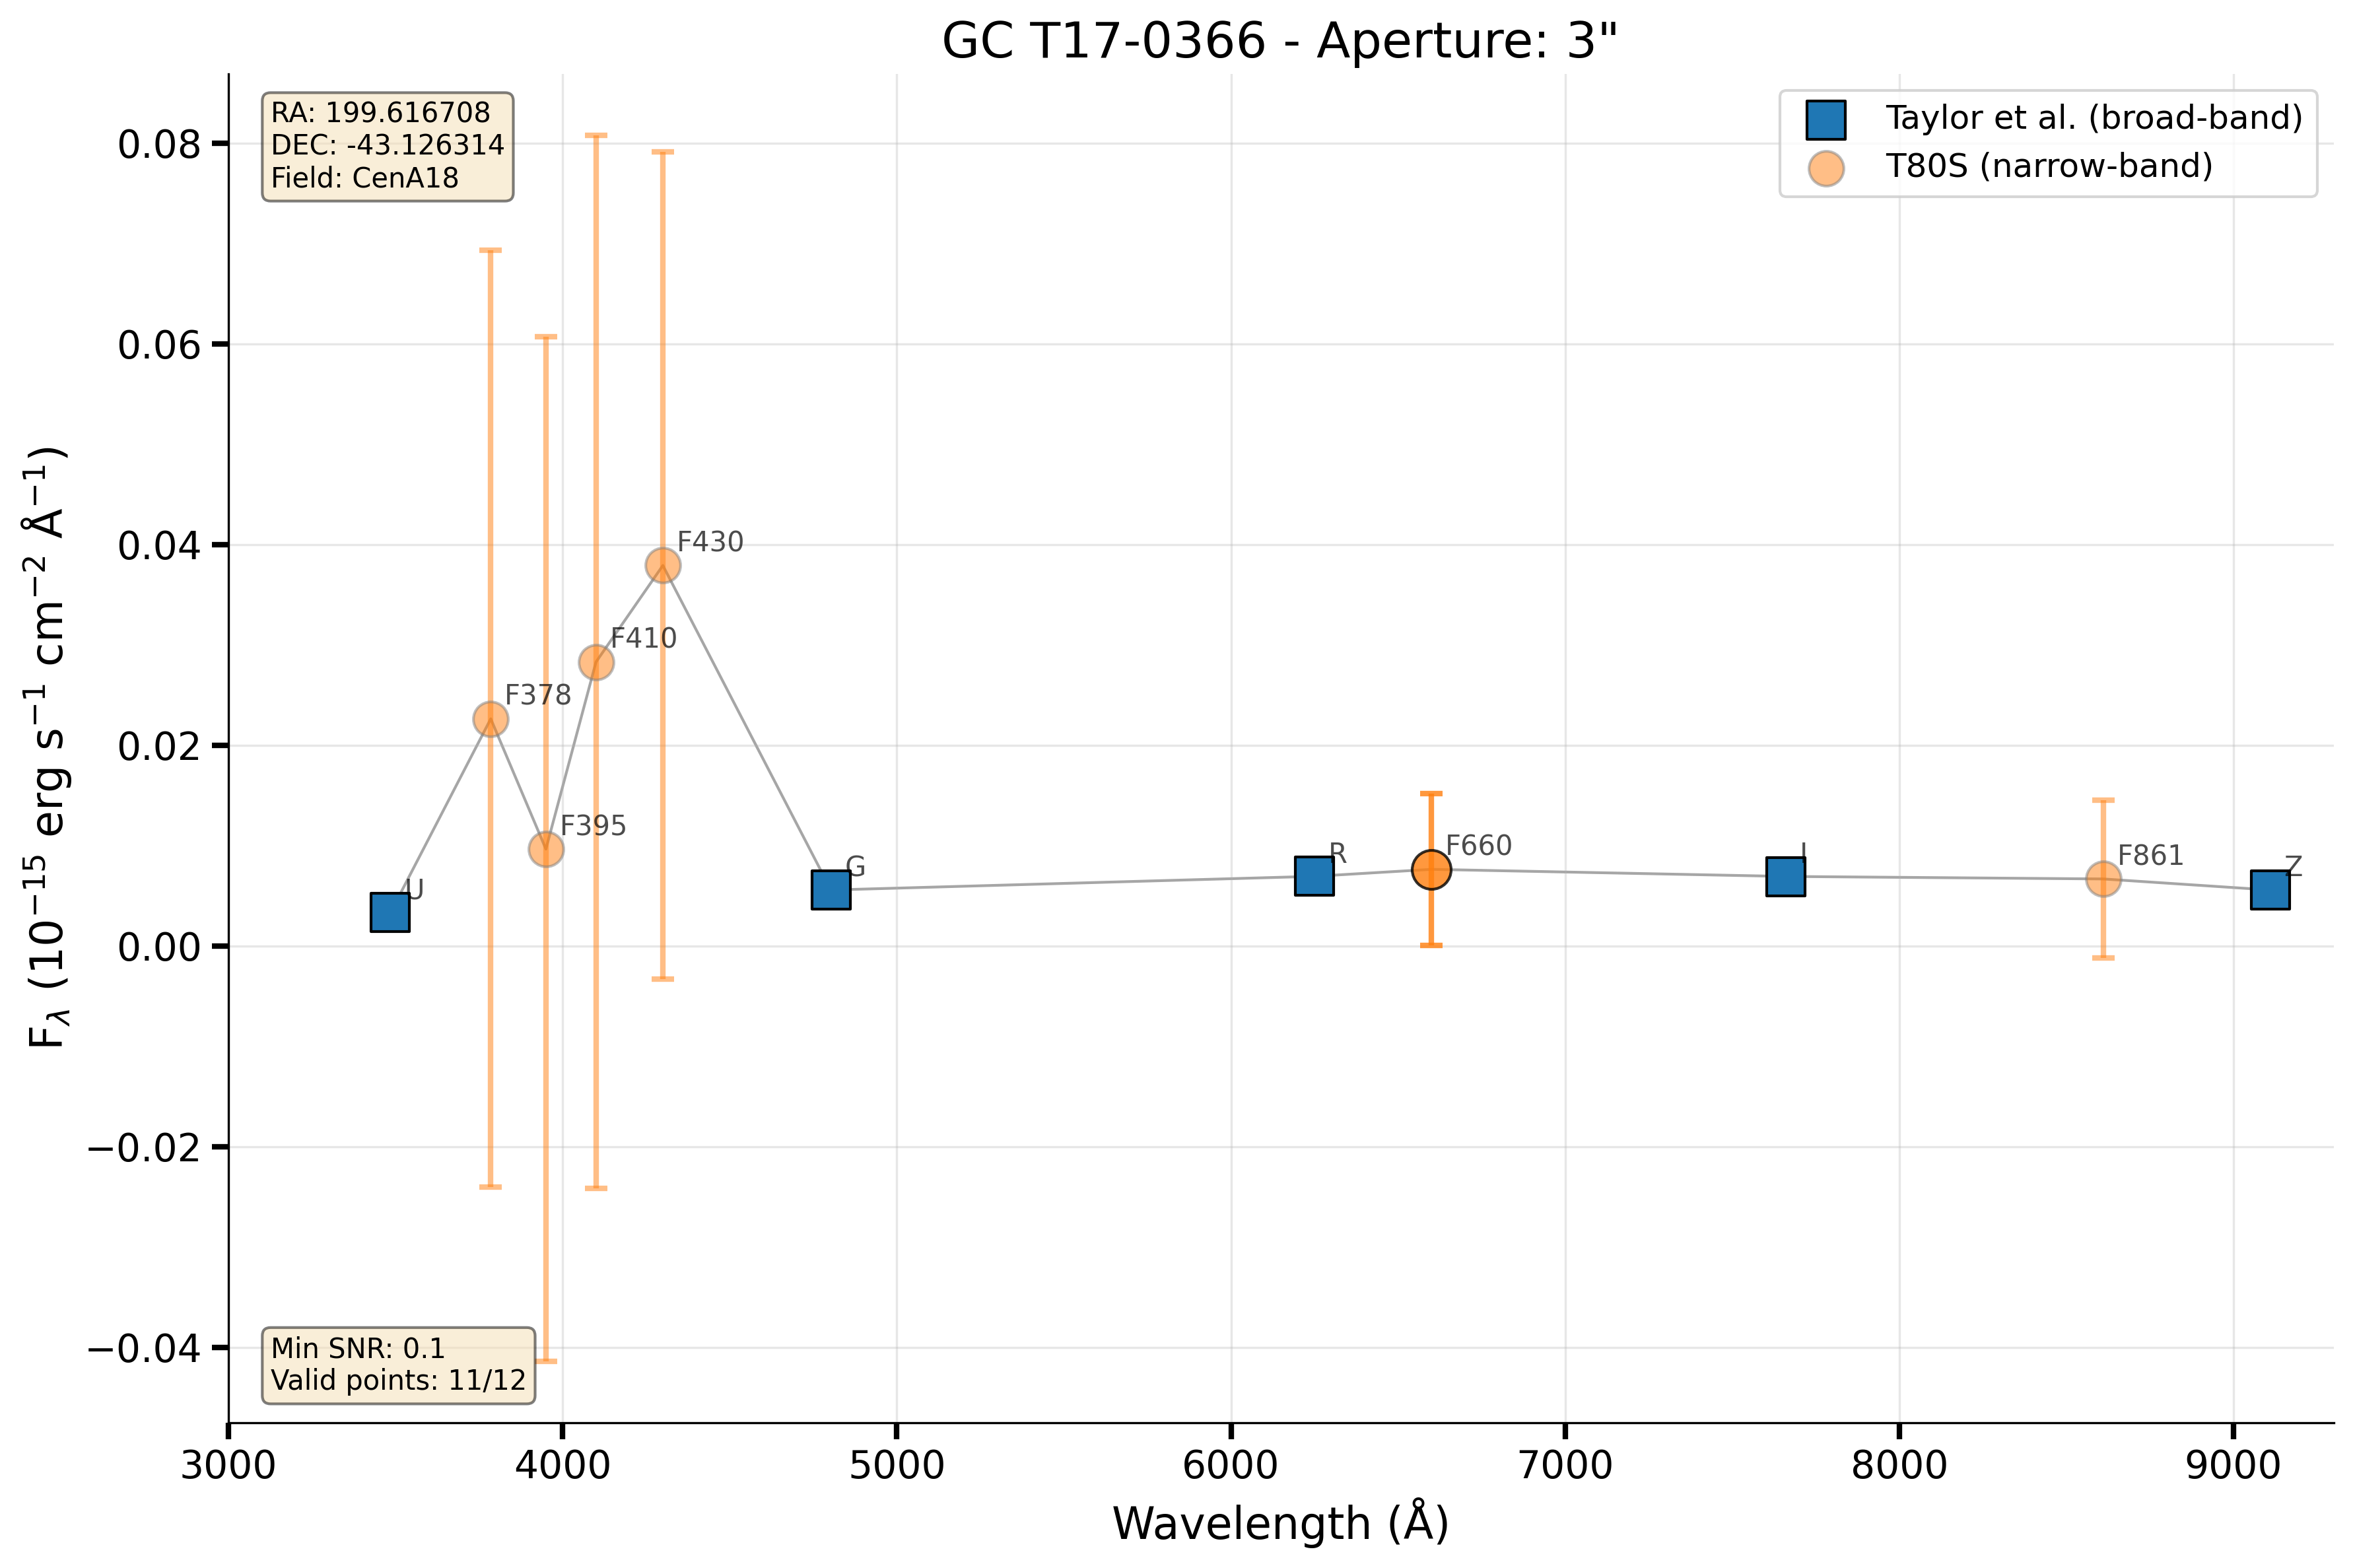 GC T17-0366 - Aperture: 3"
RA: 199.616708
DEC: -43.126314
Field: CenA18
Taylor et al. (broad-band)
T80S (narrow-band)
F_λ (10⁻¹⁵ erg s⁻¹ cm⁻² Å⁻¹)
0.08
0.06
0.04
0.02
0.00
−0.02
−0.04
U
F378
F395
F410
F430
G
R
F660
I
F861
Z
Min SNR: 0.1
Valid points: 11/12
3000 4000 5000 6000 7000 8000 9000
Wavelength (Å)